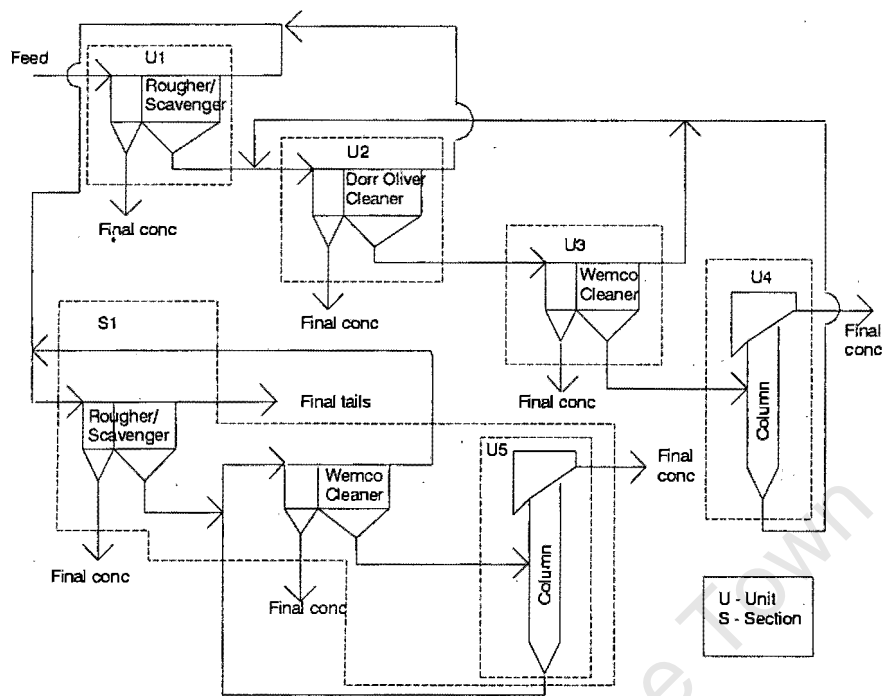 Feed
U1
Rougher/
Scavenger
Final conc
U2
Dorr Oliver
Cleaner
Final conc
U3
Wemco
Cleaner
Final conc
U4
Column
Final
conc
S1
Rougher/
Scavenger
Final conc
Final tails
Wemco
Cleaner
Final conc
U5
Column
Final
conc
U - Unit
S - Section
e Town